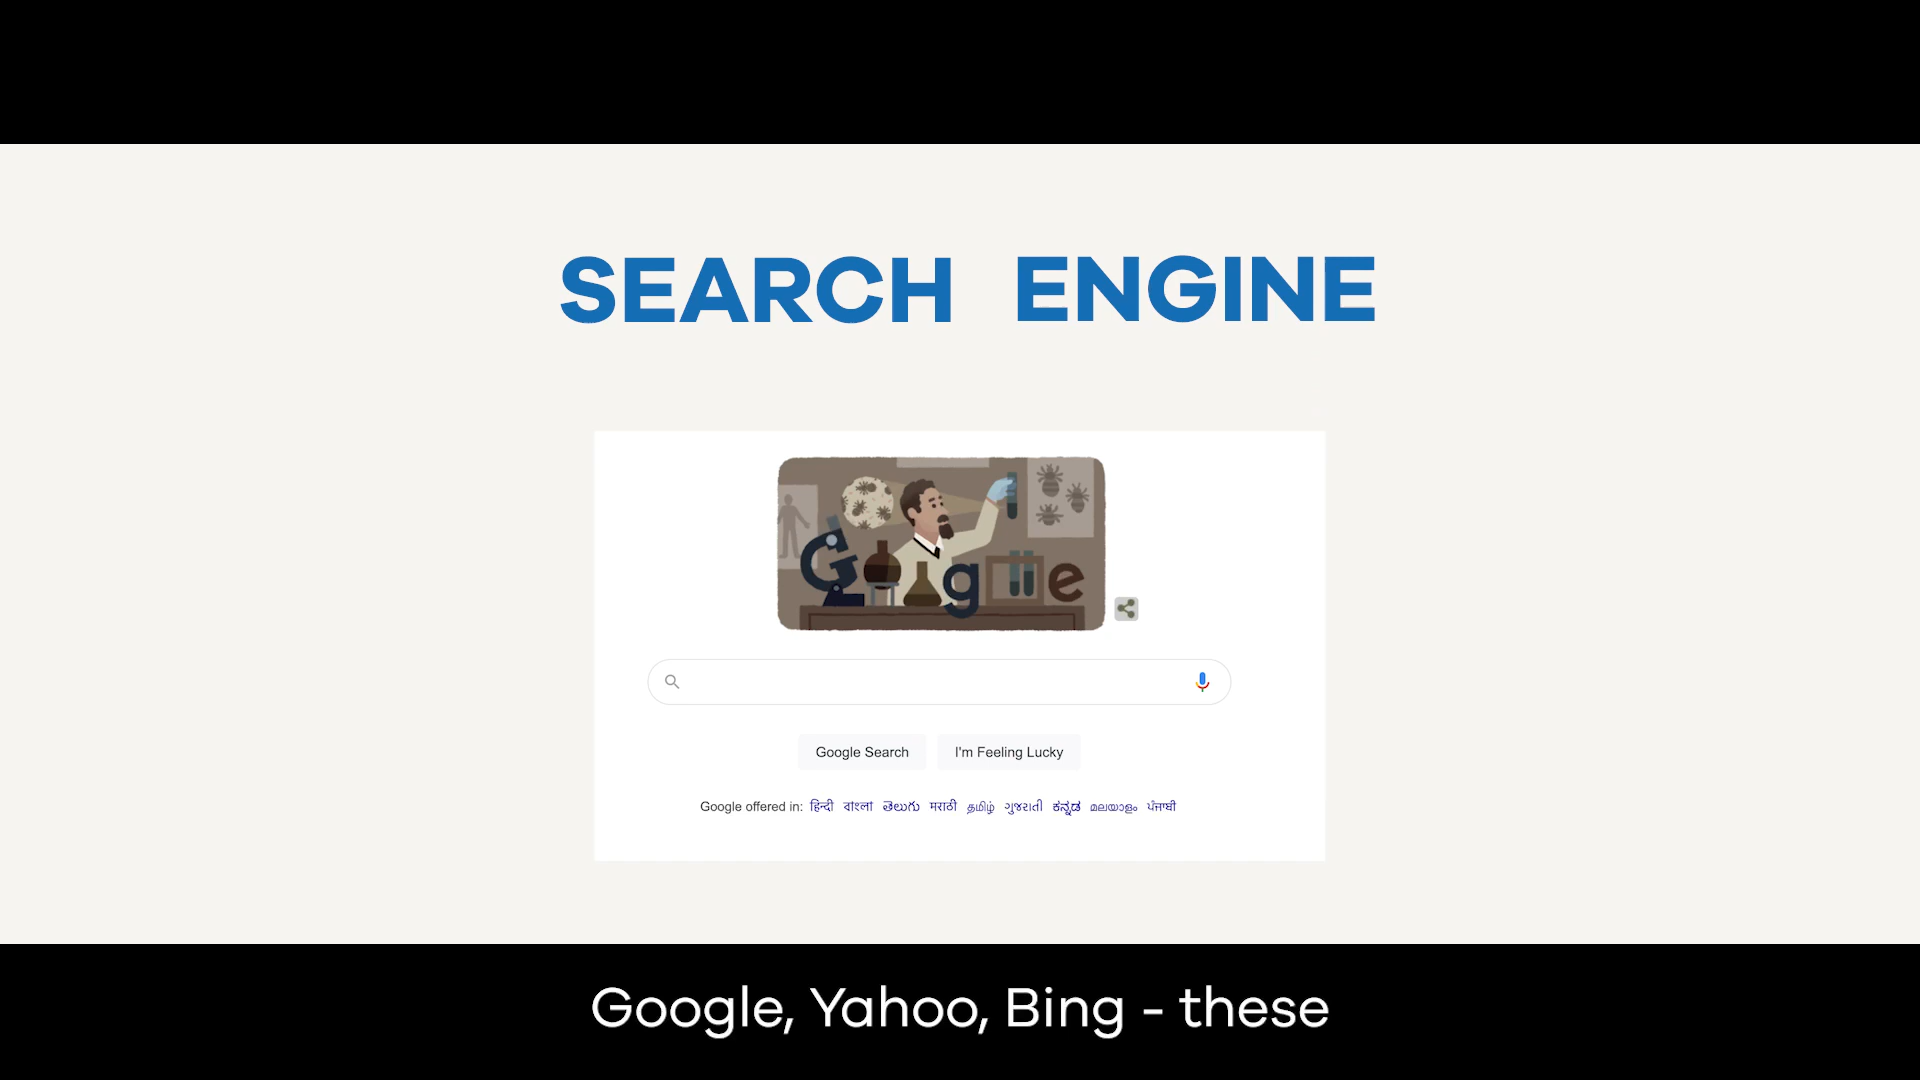 SEARCH ENGINE
Google
Google Search
I'm Feeling Lucky
Google offered in: हिन्दी বাংলা తెలుగు मराठी தமிழ் ગુજરાતી ಕನ್ನಡ മലയാളം ਪੰਜਾਬੀ
Google, Yahoo, Bing - these